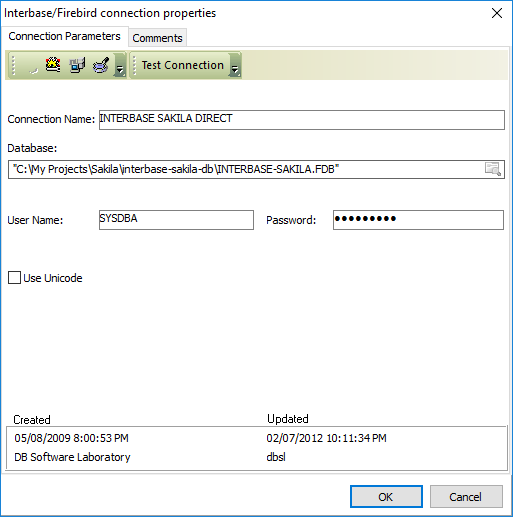 Interbase/Firebird connection properties
Connection Parameters Comments
Test Connection
Connection Name: INTERBASE SAKILA DIRECT
Database:
"C:\My Projects\Sakila\interbase-sakila-db\INTERBASE-SAKILA.FDB"
User Name: SYSDBA Password: ●●●●●●●●●
Use Unicode
Created Updated
05/08/2009 8:00:53 PM 02/07/2012 10:11:34 PM
DB Software Laboratory dbsl
OK Cancel